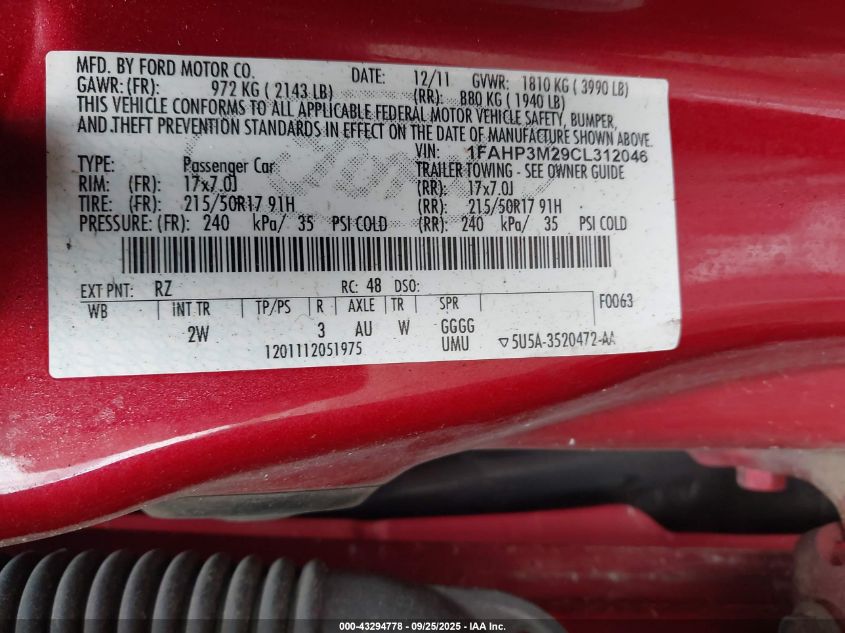 MFD. BY FORD MOTOR CO. DATE: 12/11 GVWR: 1810 KG ( 3990 LB)
GAWR: (FR): 972 KG ( 2143 LB) (RR): 880 KG ( 1940 LB)
THIS VEHICLE CONFORMS TO ALL APPLICABLE FEDERAL MOTOR VEHICLE SAFETY, BUMPER,
AND THEFT PREVENTION STANDARDS IN EFFECT ON THE DATE OF MANUFACTURE SHOWN ABOVE.
VIN: 1FAHP3M29CL312046
TYPE: Passenger Car TRAILER TOWING - SEE OWNER GUIDE
RIM: (FR): 17x7.0J (RR): 17x7.0J
TIRE: (FR): 215/50R17 91H (RR): 215/50R17 91H
PRESSURE: (FR): 240 kPa/ 35 PSI COLD (RR): 240 kPa/ 35 PSI COLD
EXT PNT: RZ RC: 48 DSO:
WB INT TR TP/PS R AXLE TR SPR F0063
2W 3 AU W GGGG
1201112051975 UMU ▽5U5A-3520472-AA
000-43294778 - 09/25/2025 - IAA Inc.